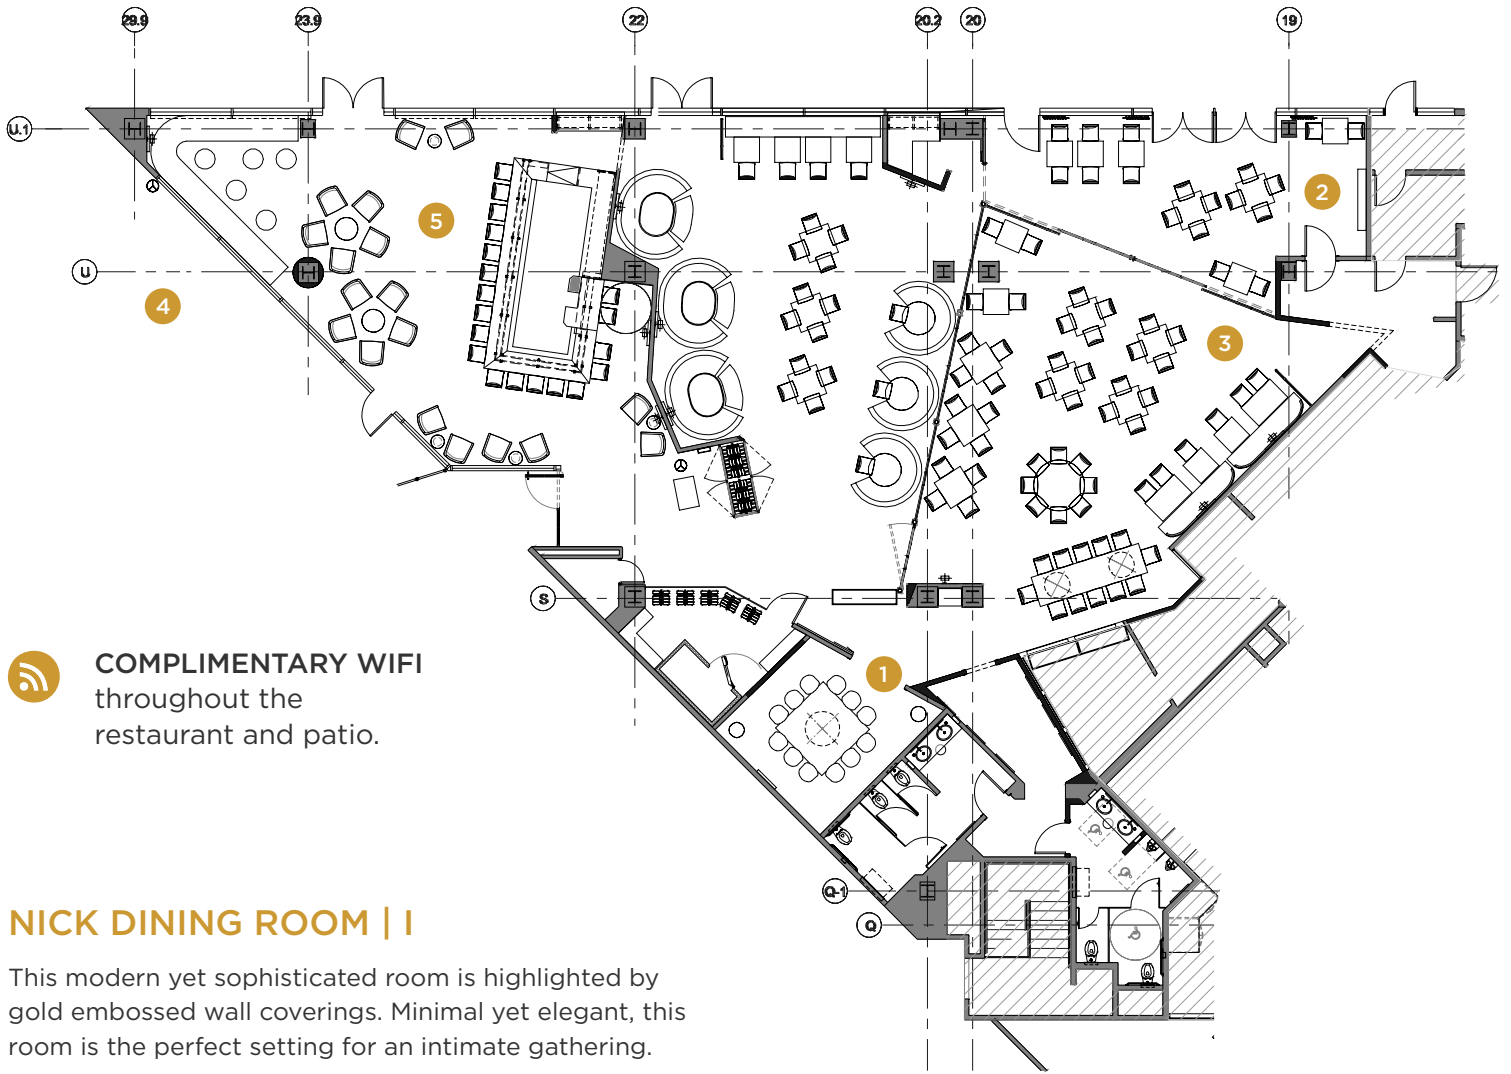 29.9 23.9 22 20.2 20 19
U.1
2
5
U
4
3
S
COMPLIMENTARY WIFI
throughout the
restaurant and patio.
1
Q-1
Q
NICK DINING ROOM | I
This modern yet sophisticated room is highlighted by
gold embossed wall coverings. Minimal yet elegant, this
room is the perfect setting for an intimate gathering.